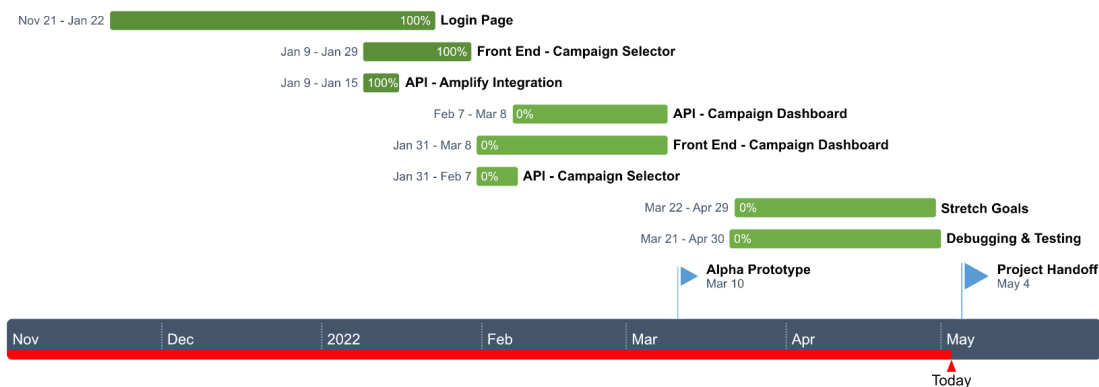 Nov 21 - Jan 22 100% Login Page
Jan 9 - Jan 29 100% Front End - Campaign Selector
Jan 9 - Jan 15 100% API - Amplify Integration
Feb 7 - Mar 8 0% API - Campaign Dashboard
Jan 31 - Mar 8 0% Front End - Campaign Dashboard
Jan 31 - Feb 7 0% API - Campaign Selector
Mar 22 - Apr 29 0% Stretch Goals
Mar 21 - Apr 30 0% Debugging & Testing
Alpha Prototype Project Handoff
Mar 10 May 4
Nov Dec 2022 Feb Mar Apr May
Today